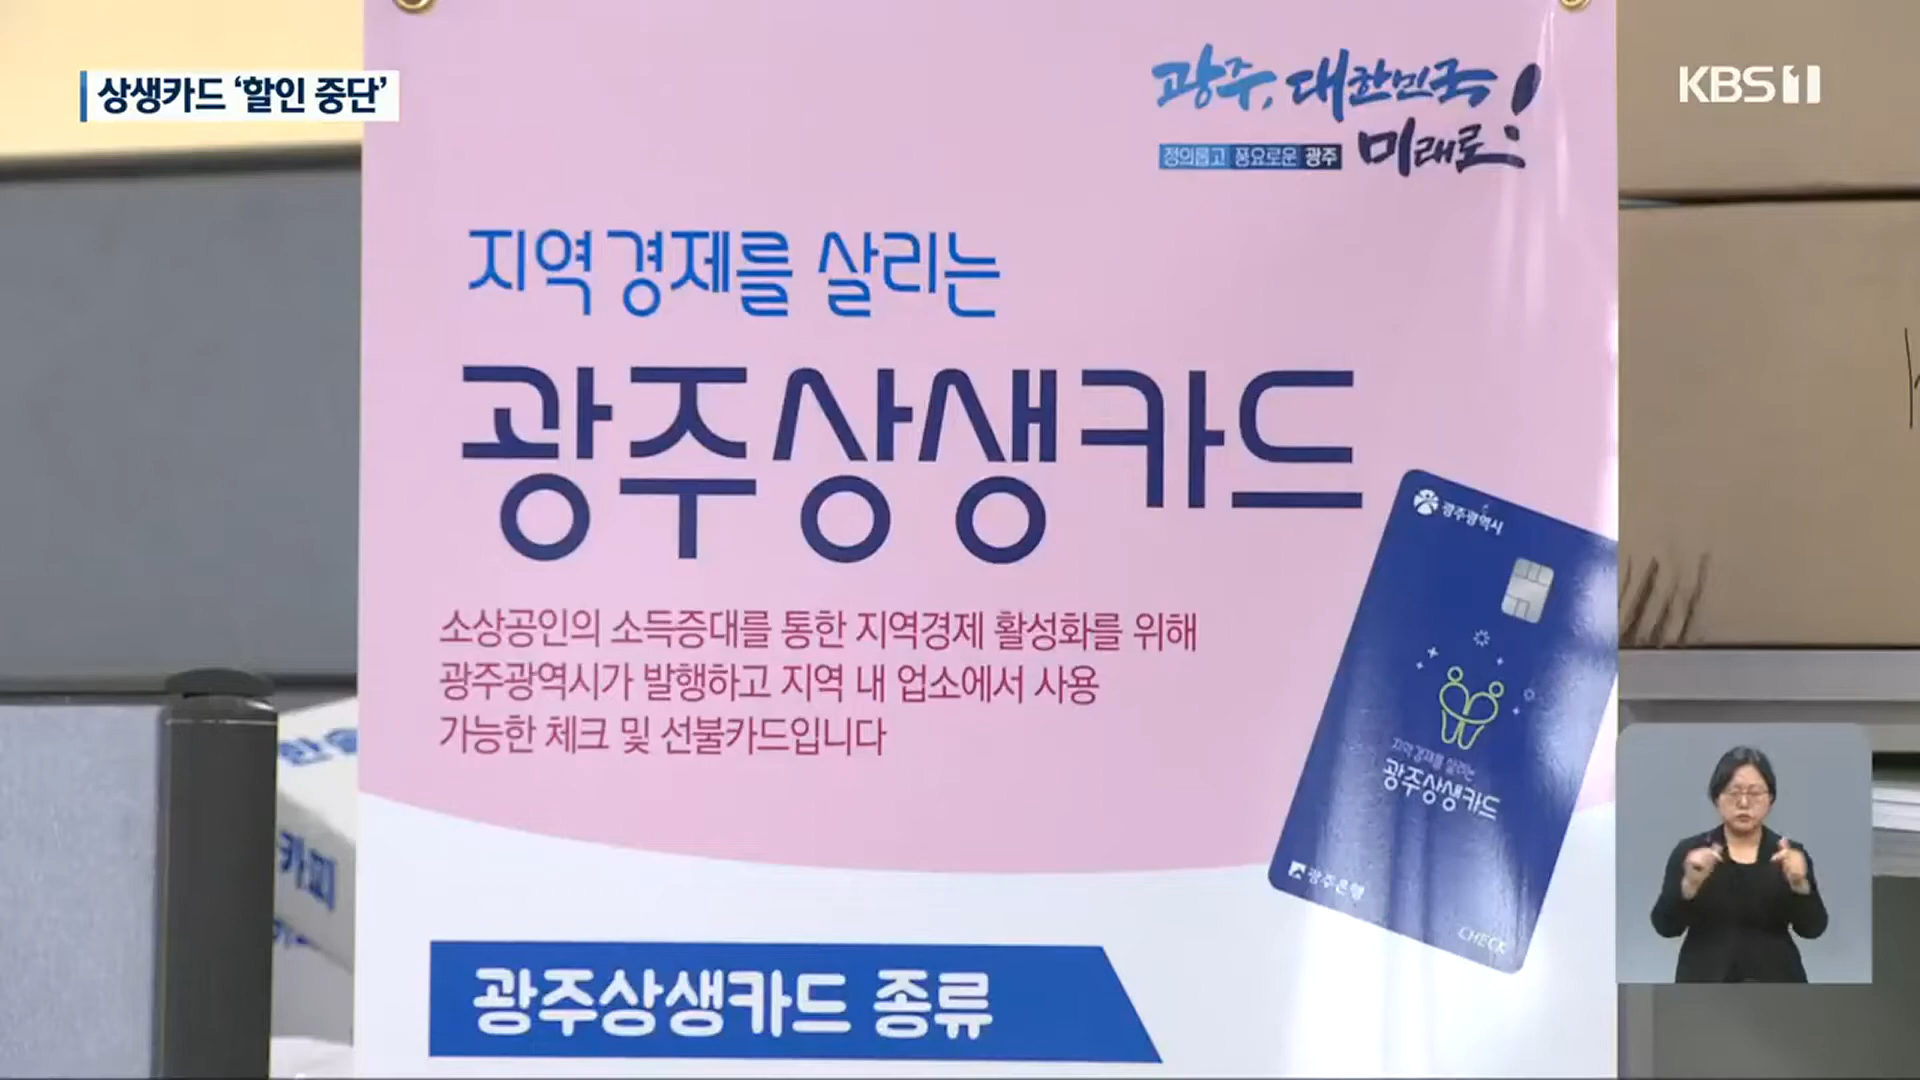 상생카드 ‘할인 중단’
KBS 1
광주, 대한민국
미래로!
정의롭고 풍요로운 광주
지역경제를 살리는
광주상생카드
소상공인의 소득증대를 통한 지역경제 활성화를 위해
광주광역시가 발행하고 지역 내 업소에서 사용
가능한 체크 및 선불카드입니다
광주광역시
지역경제를 살리는
광주상생카드
광주은행
CHECK
카피
광주상생카드 종류